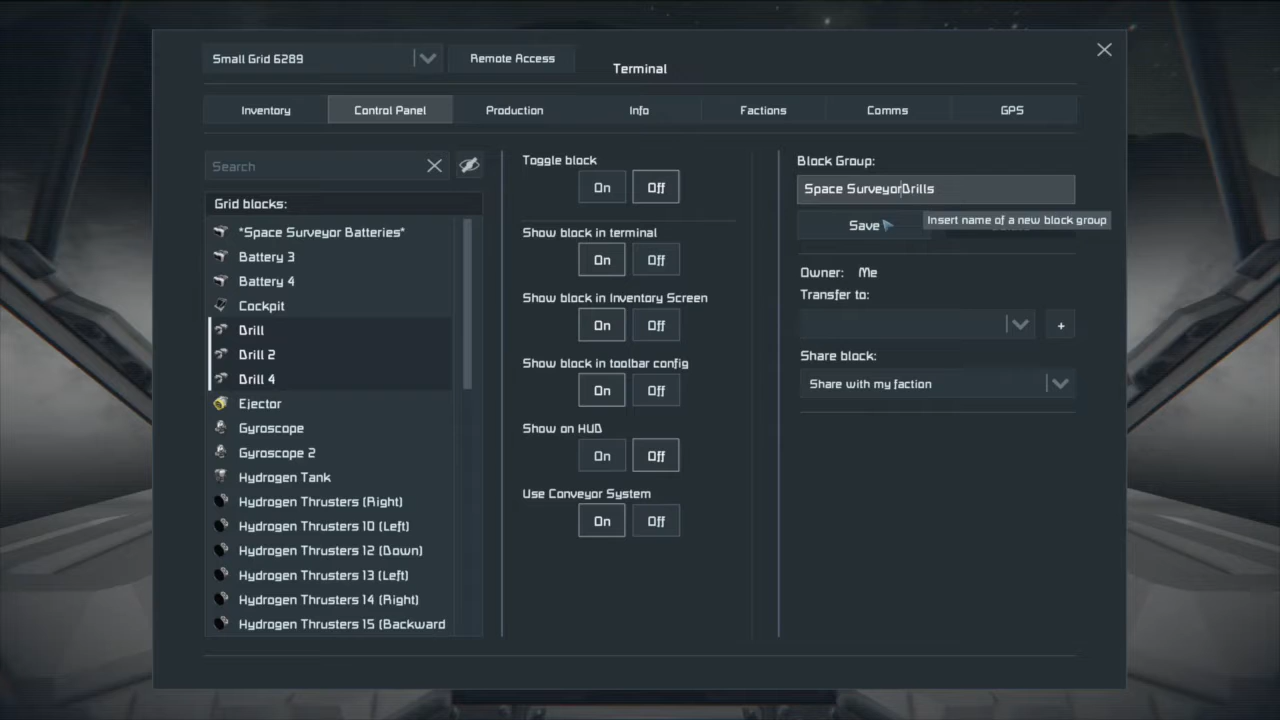 Small Grid 6289
Remote Access
Terminal
Inventory
Control Panel
Production
Info
Factions
Comms
GPS
Search
Grid blocks:
*Space Surveyor Batteries*
Battery 3
Battery 4
Cockpit
Drill
Drill 2
Drill 4
Ejector
Gyroscope
Gyroscope 2
Hydrogen Tank
Hydrogen Thrusters (Right)
Hydrogen Thrusters 10 (Left)
Hydrogen Thrusters 12 (Down)
Hydrogen Thrusters 13 (Left)
Hydrogen Thrusters 14 (Right)
Hydrogen Thrusters 15 (Backward
Toggle block
On Off
Show block in terminal
On Off
Show block in Inventory Screen
On Off
Show block in toolbar config
On Off
Show on HUD
On Off
Use Conveyor System
On Off
Block Group:
Space SurveyorDrills
Save
Insert name of a new block group
Owner: Me
Transfer to:
+
Share block:
Share with my faction